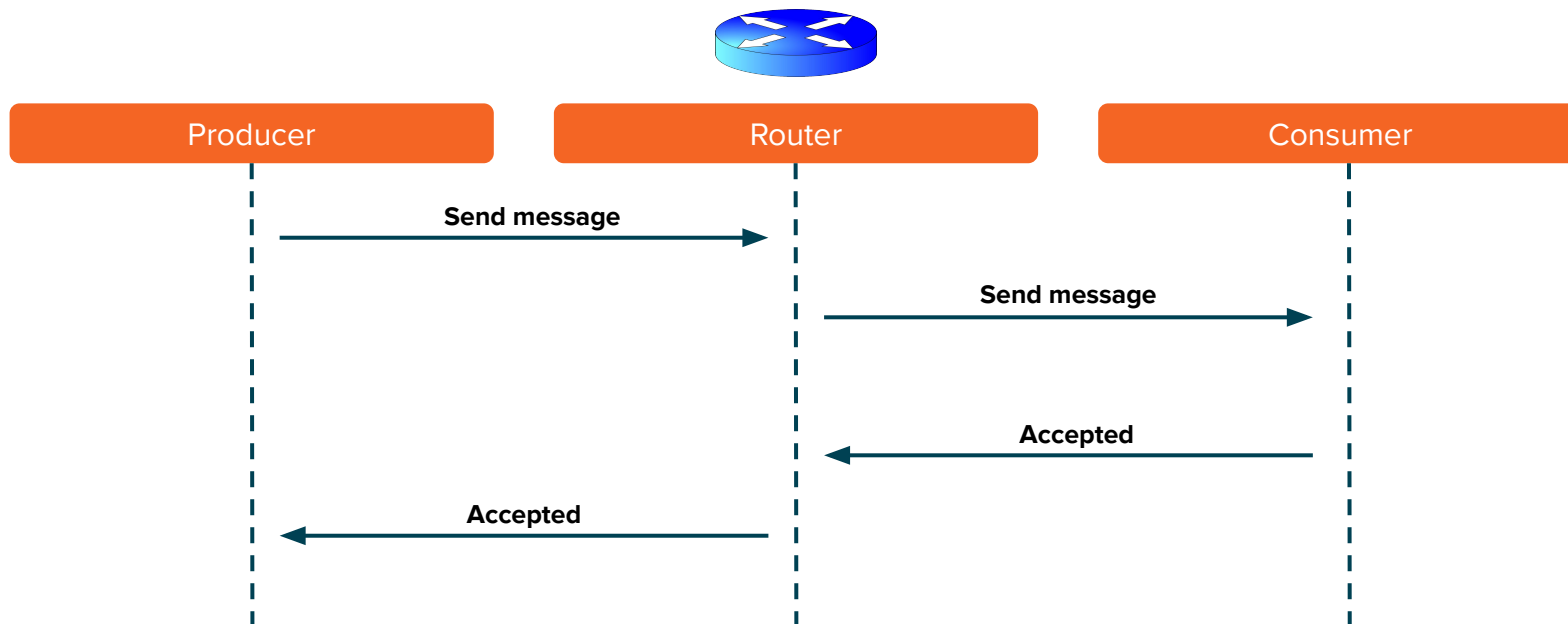 Producer
Router
Consumer
Send message
Send message
Accepted
Accepted